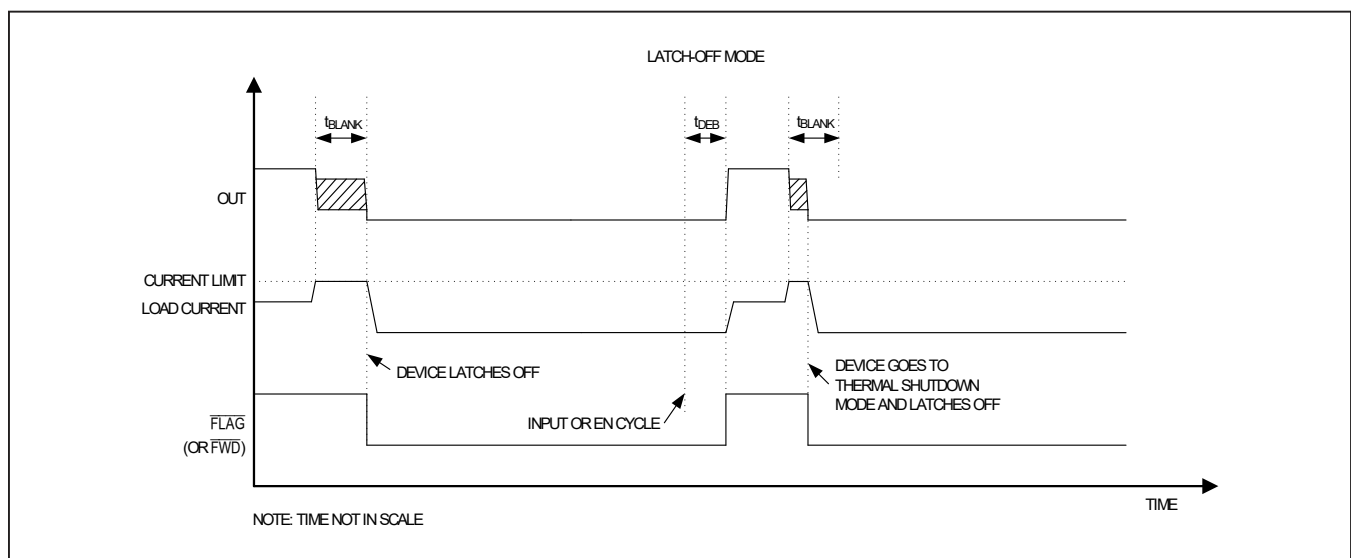 LATCH-OFF MODE
tBLANK
tDEB
tBLANK
OUT
CURRENT LIMIT
LOAD CURRENT
DEVICE LATCHES OFF
DEVICE GOES TO
THERMAL SHUTDOWN
MODE AND LATCHES OFF
INPUT OR EN CYCLE
FLAG
(OR FWD)
TIME
NOTE: TIME NOT IN SCALE